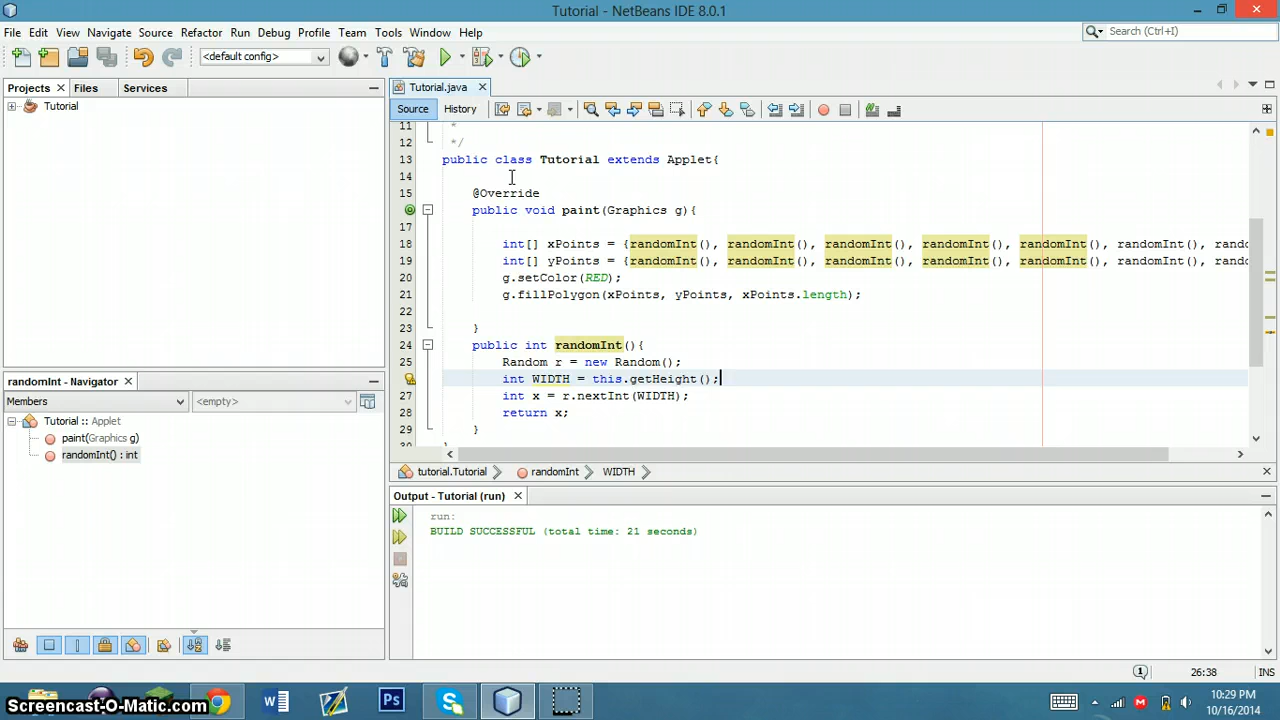 Tutorial - NetBeans IDE 8.0.1
File Edit View Navigate Source Refactor Run Debug Profile Team Tools Window Help
Search (Ctrl+I)
<default config>
Projects Files Services
Tutorial
Tutorial.java
Source History
11 *
12 */
13 public class Tutorial extends Applet{
14
15 @Override
public void paint(Graphics g){
17
18 int[] xPoints = {randomInt(), randomInt(), randomInt(), randomInt(), randomInt(), randomInt(), rando
19 int[] yPoints = {randomInt(), randomInt(), randomInt(), randomInt(), randomInt(), randomInt(), rando
20 g.setColor(RED);
21 g.fillPolygon(xPoints, yPoints, xPoints.length);
22
23 }
24 public int randomInt(){
25 Random r = new Random();
int WIDTH = this.getHeight();
27 int x = r.nextInt(WIDTH);
28 return x;
29 }
30 }
tutorial.Tutorial randomInt WIDTH
randomInt - Navigator
Members <empty>
Tutorial :: Applet
paint(Graphics g)
randomInt() : int
Output - Tutorial (run)
run:
BUILD SUCCESSFUL (total time: 21 seconds)
1 26:38 INS
Screencast-O-Matic.com
W Ps S M
10:29 PM
10/16/2014